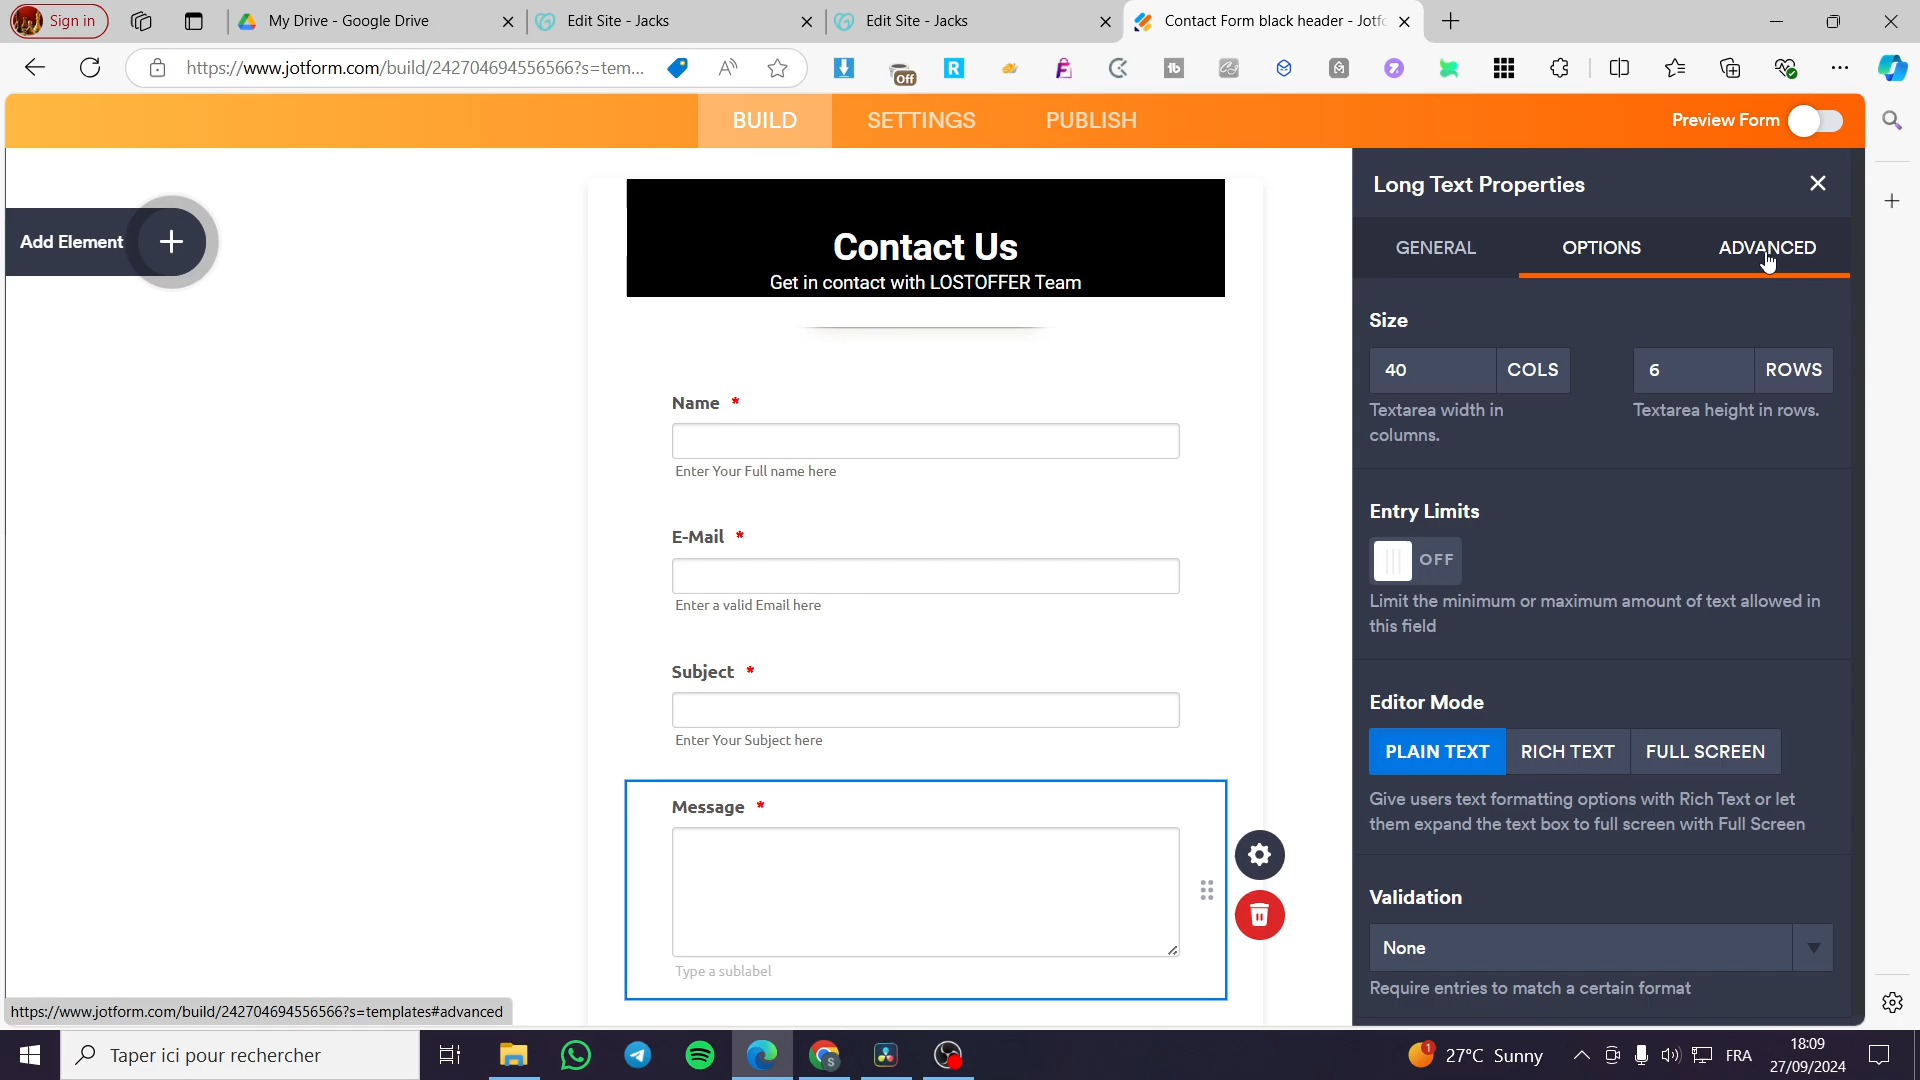 Sign in
My Drive - Google Drive
Edit Site - Jacks
Edit Site - Jacks
Contact Form black header - Jotfo
https://www.jotform.com/build/242704694556566?s=tem...
Off
BUILD
SETTINGS
PUBLISH
Preview Form
Add Element
Contact Us
Get in contact with LOSTOFFER Team
Name *
Enter Your Full name here
E-Mail *
Enter a valid Email here
Subject *
Enter Your Subject here
Message *
Type a sublabel
Long Text Properties
GENERAL
OPTIONS
ADVANCED
Size
40 COLS
6 ROWS
Textarea width in
columns.
Textarea height in rows.
Entry Limits
OFF
Limit the minimum or maximum amount of text allowed in
this field
Editor Mode
PLAIN TEXT
RICH TEXT
FULL SCREEN
Give users text formatting options with Rich Text or let
them expand the text box to full screen with Full Screen
Validation
None
Require entries to match a certain format
https://www.jotform.com/build/242704694556566?s=templates#advanced
Taper ici pour rechercher
1
27°C Sunny
FRA
18:09
27/09/2024